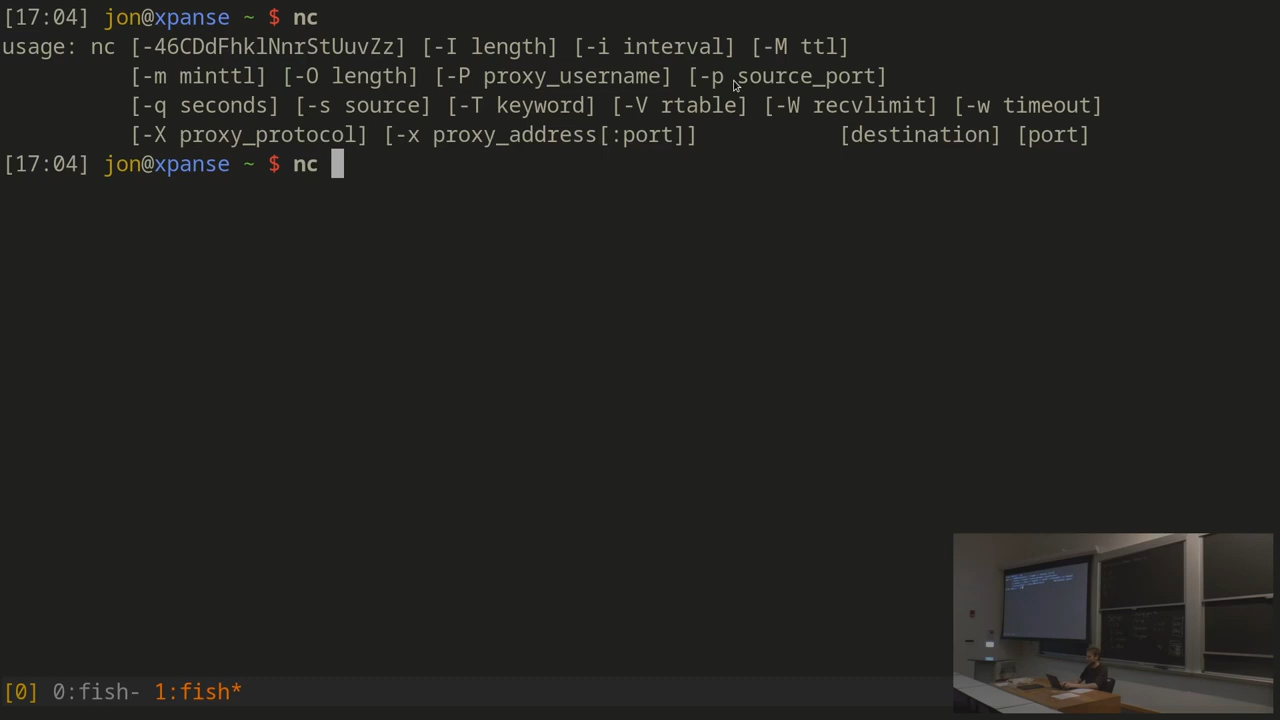 [17:04] jon@xpanse ~ $ nc
usage: nc [-46CDdFhklNnrStUuvZz] [-I length] [-i interval] [-M ttl]
[-m minttl] [-O length] [-P proxy_username] [-p source_port]
[-q seconds] [-s source] [-T keyword] [-V rtable] [-W recvlimit] [-w timeout]
[-X proxy_protocol] [-x proxy_address[:port]] [destination] [port]
[17:04] jon@xpanse ~ $ nc
[0] 0:fish- 1:fish*